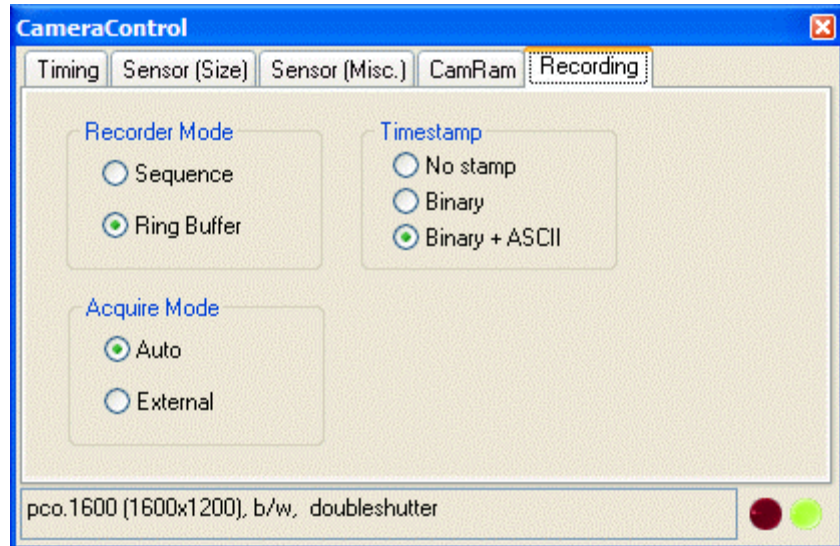 CameraControl
Timing Sensor (Size) Sensor (Misc.) CamRam Recording
Recorder Mode
Sequence
Ring Buffer
Timestamp
No stamp
Binary
Binary + ASCII
Acquire Mode
Auto
External
pco.1600 (1600x1200), b/w, doubleshutter